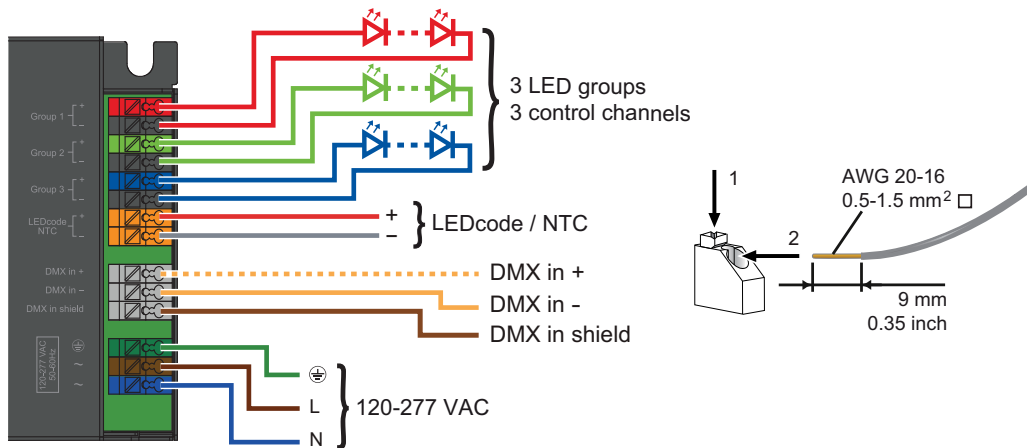 Group 1
+
−
Group 2
+
−
Group 3
+
−
LEDcode
NTC
+
−
DMX in +
DMX in −
DMX in shield
120-277 VAC
50-60Hz
~
~
3 LED groups
3 control channels
+
−
LEDcode / NTC
DMX in +
DMX in -
DMX in shield
L
N
120-277 VAC
1
2
AWG 20-16
0.5-1.5 mm²
9 mm
0.35 inch